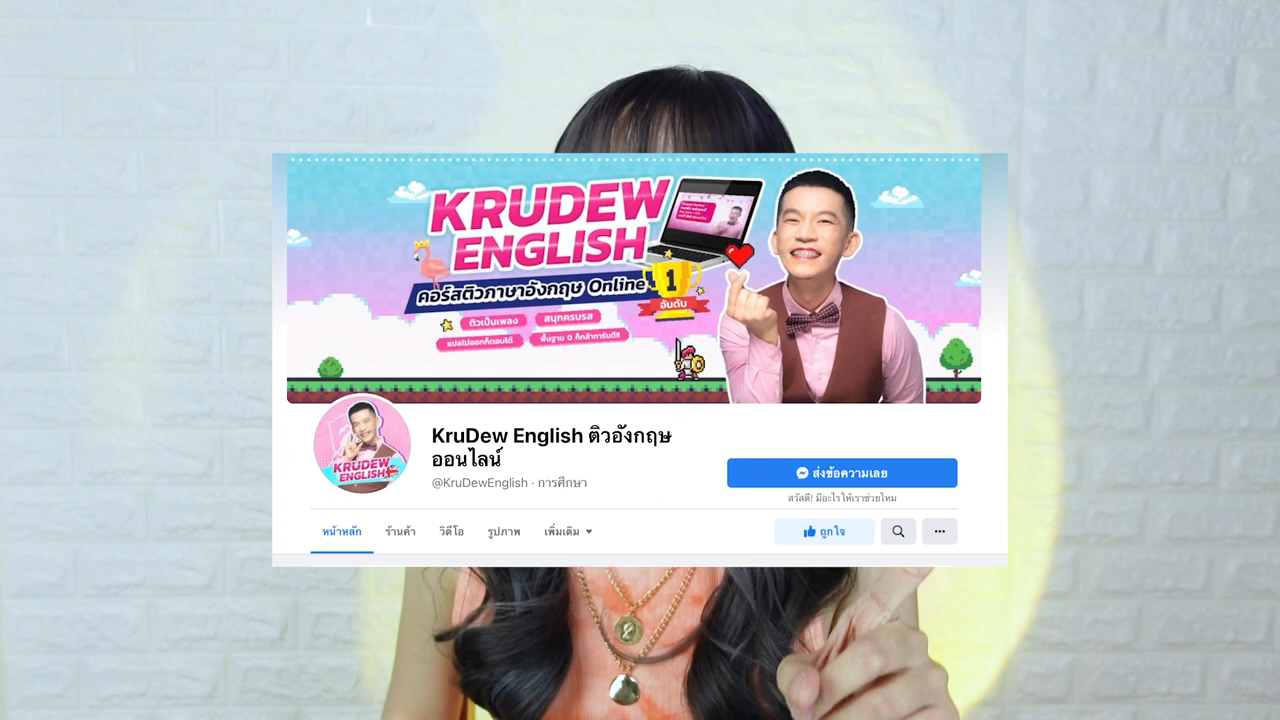 KRUDEW
ENGLISH
คอร์สติวภาษาอังกฤษ Online
1
อันดับ
ติวเป็นเพลง
สนุกครบรส
แปลไม่ออกก็ตอบได้
พื้นฐาน 0 ก็กล้าการันตี!!
KRUDEW
ENGLISH
KruDew English ติวอังกฤษ
ออนไลน์
@KruDewEnglish · การศึกษา
ส่งข้อความเลย
สวัสดี! มีอะไรให้เราช่วยไหม
หน้าหลัก ร้านค้า วิดีโอ รูปภาพ เพิ่มเติม
ถูกใจ